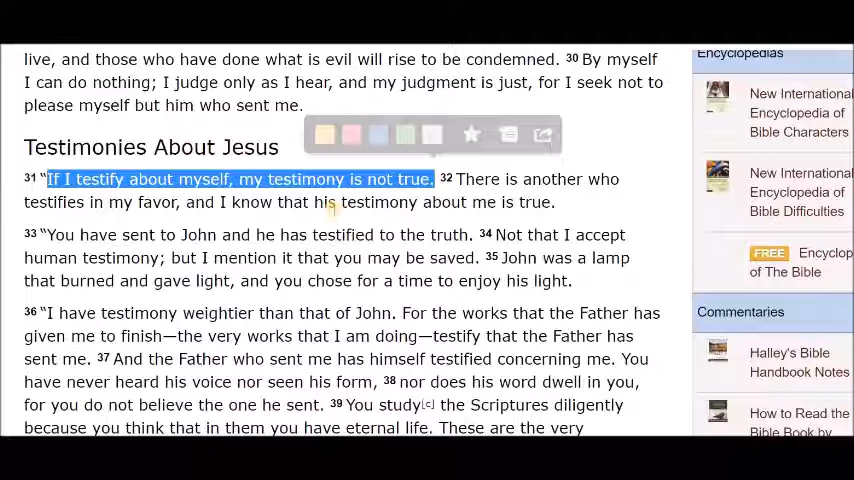 live, and those who have done what is evil will rise to be condemned. 30 By myself
I can do nothing; I judge only as I hear, and my judgment is just, for I seek not to
please myself but him who sent me.
Testimonies About Jesus
31 “If I testify about myself, my testimony is not true. 32 There is another who
testifies in my favor, and I know that his testimony about me is true.
33 “You have sent to John and he has testified to the truth. 34 Not that I accept
human testimony; but I mention it that you may be saved. 35 John was a lamp
that burned and gave light, and you chose for a time to enjoy his light.
36 “I have testimony weightier than that of John. For the works that the Father has
given me to finish—the very works that I am doing—testify that the Father has
sent me. 37 And the Father who sent me has himself testified concerning me. You
have never heard his voice nor seen his form, 38 nor does his word dwell in you,
for you do not believe the one he sent. 39 You study[c] the Scriptures diligently
because you think that in them you have eternal life. These are the very
Encyclopedias
New International
Encyclopedia of
Bible Characters
New International
Encyclopedia of
Bible Difficulties
FREE Encyclop
of The Bible
Commentaries
Halley's Bible
Handbook Notes
How to Read the
Bible Book by